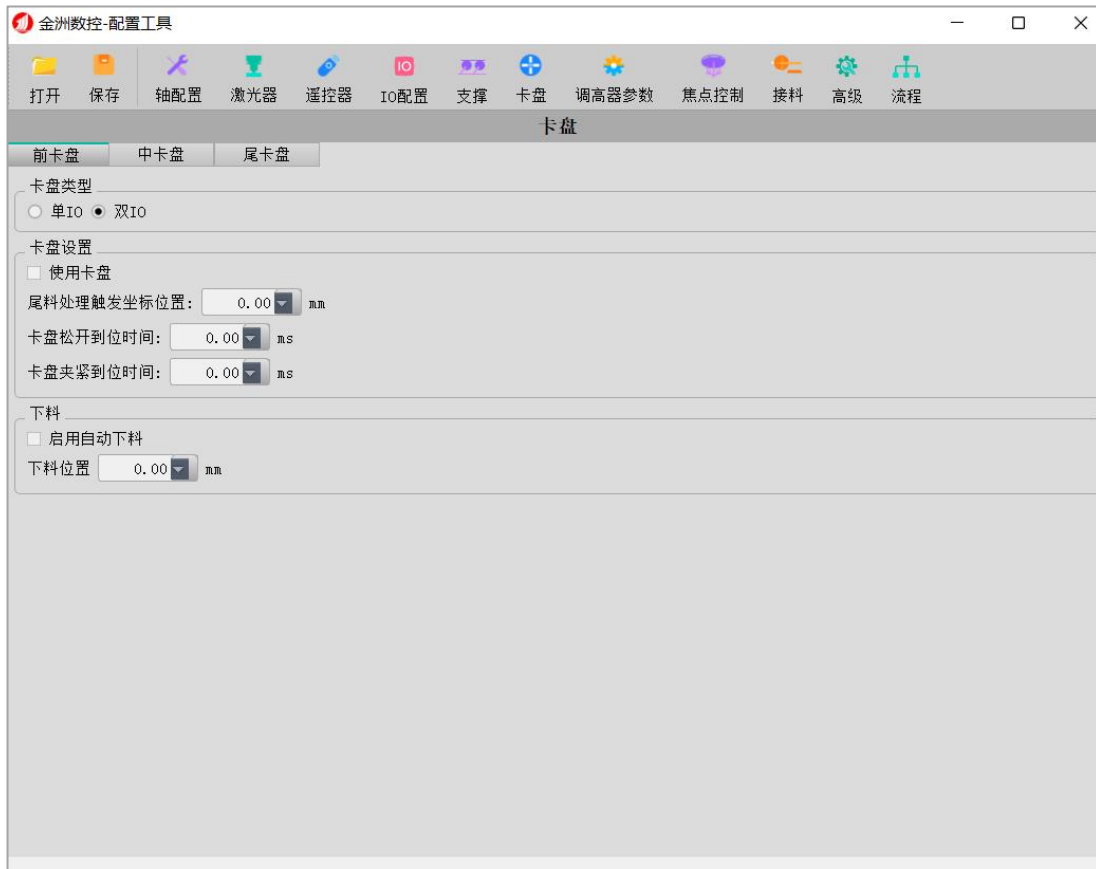 金洲数控-配置工具
打开 保存 轴配置 激光器 遥控器 IO配置 支撑 卡盘 调高器参数 焦点控制 接料 高级 流程
卡盘
前卡盘 中卡盘 尾卡盘
卡盘类型
单IO 双IO
卡盘设置
使用卡盘
尾料处理触发坐标位置: 0.00 mm
卡盘松开到位时间: 0.00 ms
卡盘夹紧到位时间: 0.00 ms
下料
启用自动下料
下料位置 0.00 mm